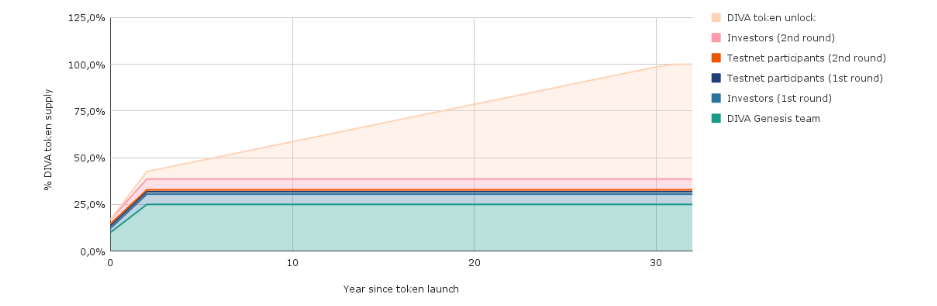 125,0%
100,0%
75,0%
50,0%
25,0%
0,0%
% DIVA token supply
0
10
20
30
Year since token launch
DIVA token unlock
Investors (2nd round)
Testnet participants (2nd round)
Testnet participants (1st round)
Investors (1st round)
DIVA Genesis team